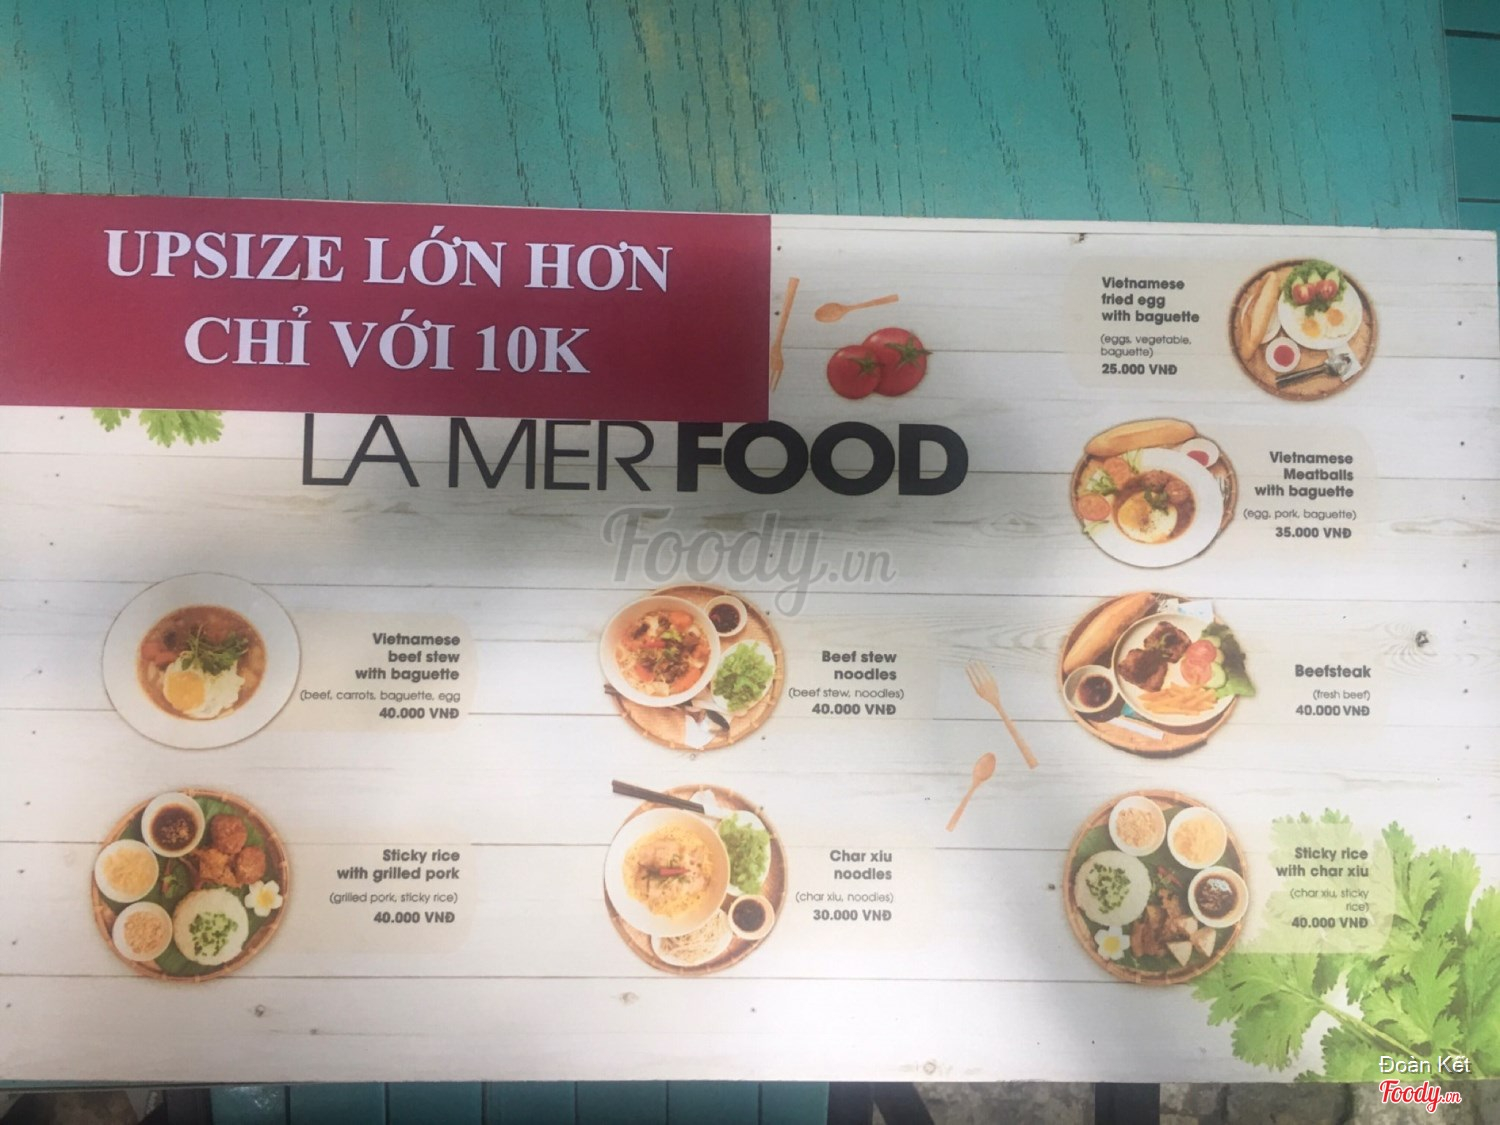 UPSIZE LỚN HƠN
CHỈ VỚI 10K
LA MER FOOD
Vietnamese
fried egg
with baguette
(eggs, vegetable,
baguette)
25.000 VNĐ
Vietnamese
Meatballs
with baguette
(egg, pork, baguette)
35.000 VNĐ
Foody.vn
Vietnamese
beef stew
with baguette
(beef, carrots, baguette, egg
40.000 VNĐ
Beef stew
noodles
(beef stew, noodles)
40.000 VNĐ
Beefsteak
(fresh beef)
40.000 VNĐ
Sticky rice
with grilled pork
(grilled pork, sticky rice)
40.000 VNĐ
Char xiu
noodles
(char xiu, noodles)
30.000 VNĐ
Sticky rice
with char xiu
(char xiu, sticky
rice)
40.000 VNĐ
Đoàn Kết
Foody.vn